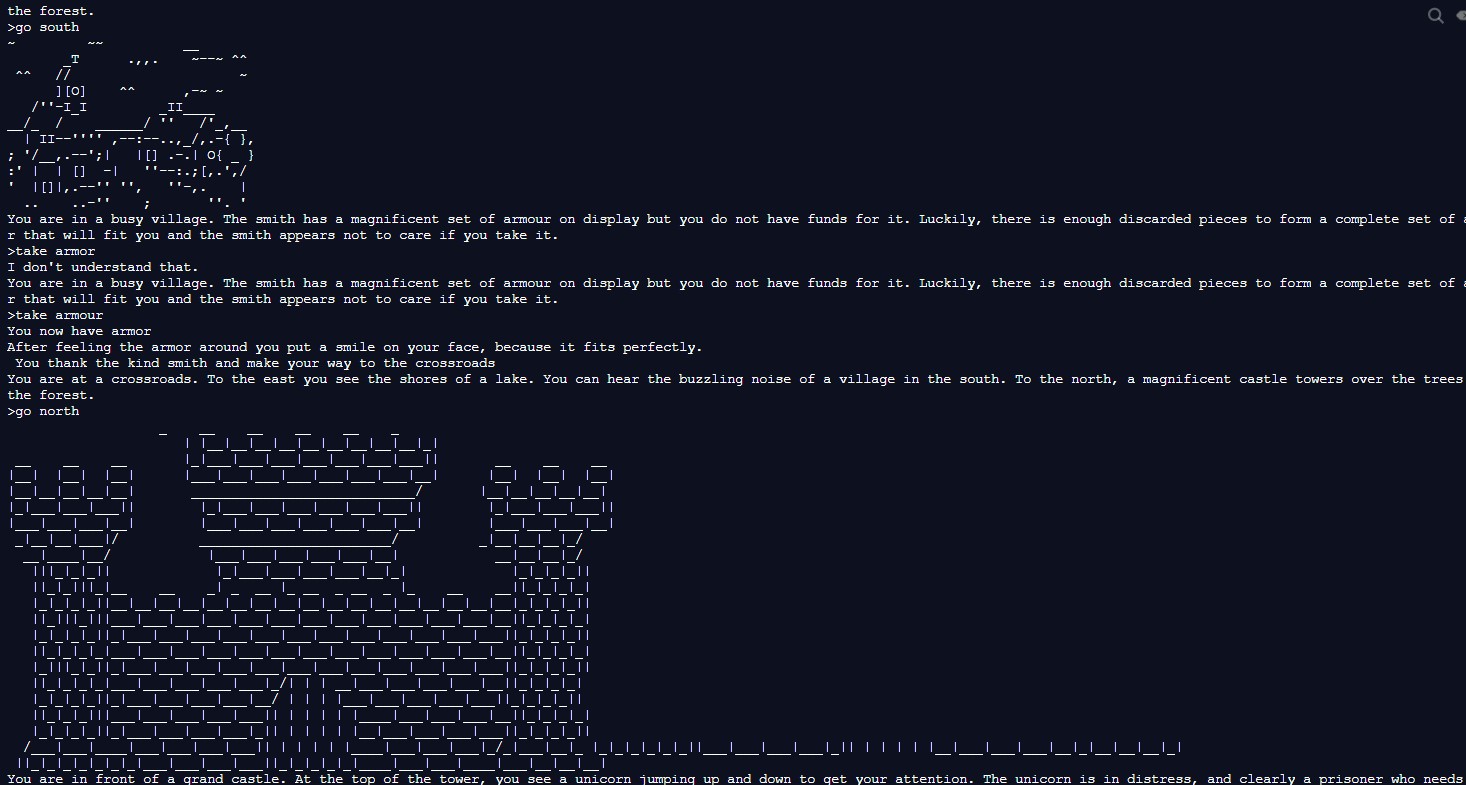 the forest.
>go south
You are in a busy village. The smith has a magnificent set of armour on display but you do not have funds for it. Luckily, there is enough discarded pieces to form a complete set of
r that will fit you and the smith appears not to care if you take it.
>take armor
I don't understand that.
You are in a busy village. The smith has a magnificent set of armour on display but you do not have funds for it. Luckily, there is enough discarded pieces to form a complete set of
r that will fit you and the smith appears not to care if you take it.
>take armour
You now have armor
After feeling the armor around you put a smile on your face, because it fits perfectly.
You thank the kind smith and make your way to the crossroads
You are at a crossroads. To the east you see the shores of a lake. You can hear the buzzling noise of a village in the south. To the north, a magnificent castle towers over the trees
the forest.
>go north
You are in front of a grand castle. At the top of the tower, you see a unicorn jumping up and down to get your attention. The unicorn is in distress, and clearly a prisoner who needs